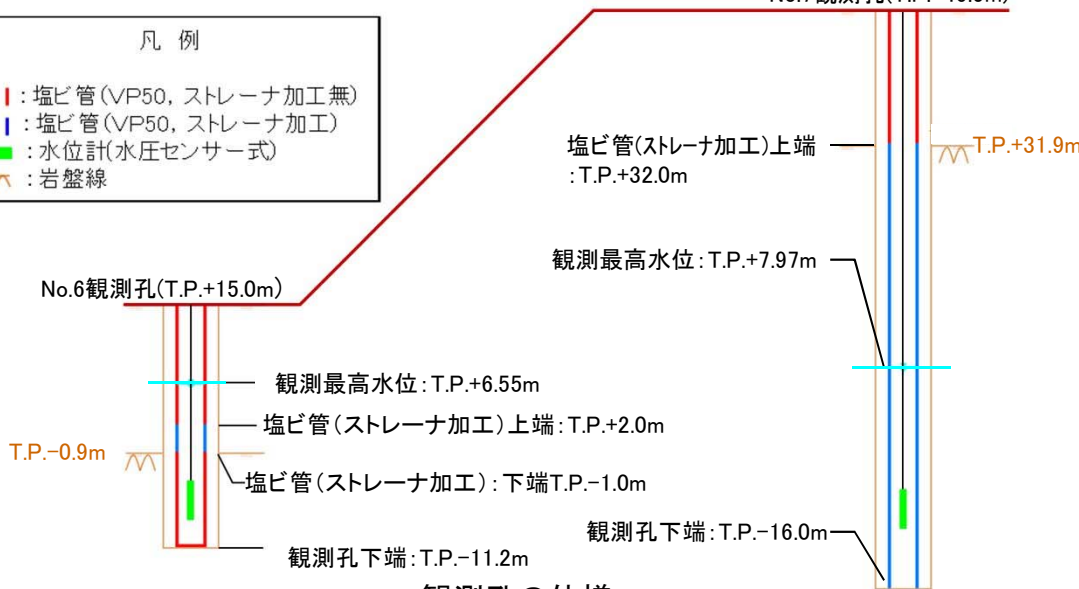 凡 例
：塩ビ管(VP50, ストレーナ加工無)
：塩ビ管(VP50, ストレーナ加工)
：水位計(水圧センサー式)
：岩盤線
塩ビ管(ストレーナ加工)上端
：T.P.+32.0m
T.P.+31.9m
観測最高水位：T.P.+7.97m
No.6観測孔(T.P.+15.0m)
観測最高水位：T.P.+6.55m
塩ビ管(ストレーナ加工)上端：T.P.+2.0m
T.P.-0.9m
塩ビ管(ストレーナ加工)：下端T.P.-1.0m
観測孔下端：T.P.-16.0m
観測孔下端：T.P.-11.2m